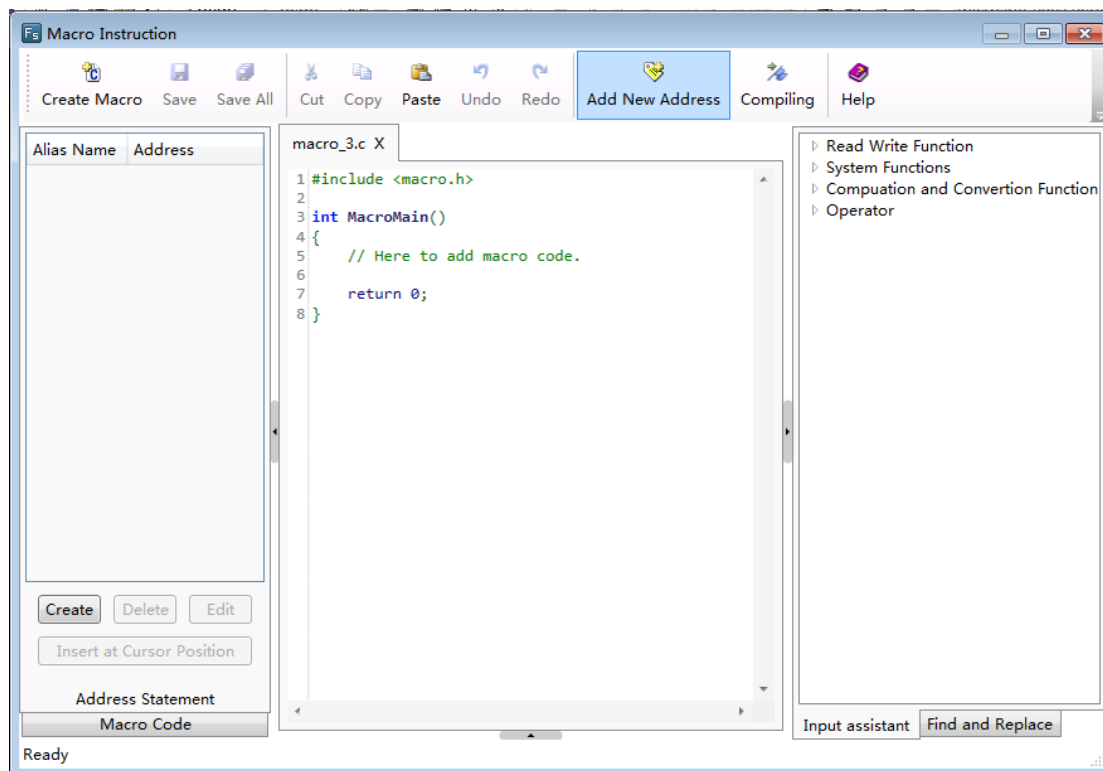 Fs Macro Instruction
Create Macro Save Save All Cut Copy Paste Undo Redo Add New Address Compiling Help
Alias Name Address
macro_3.c X
1 #include <macro.h>
2
3 int MacroMain()
4 {
5 // Here to add macro code.
6
7 return 0;
8 }
Read Write Function
System Functions
Compuation and Convertion Function
Operator
Create Delete Edit
Insert at Cursor Position
Address Statement
Macro Code
Input assistant Find and Replace
Ready